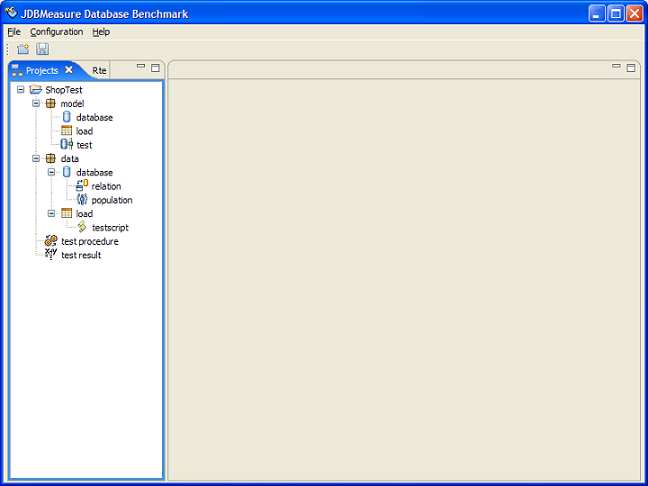 JDBMeasure Database Benchmark
File Configuration Help
Projects Rte
ShopTest
model
database
load
test
data
database
relation
population
load
testscript
test procedure
test result